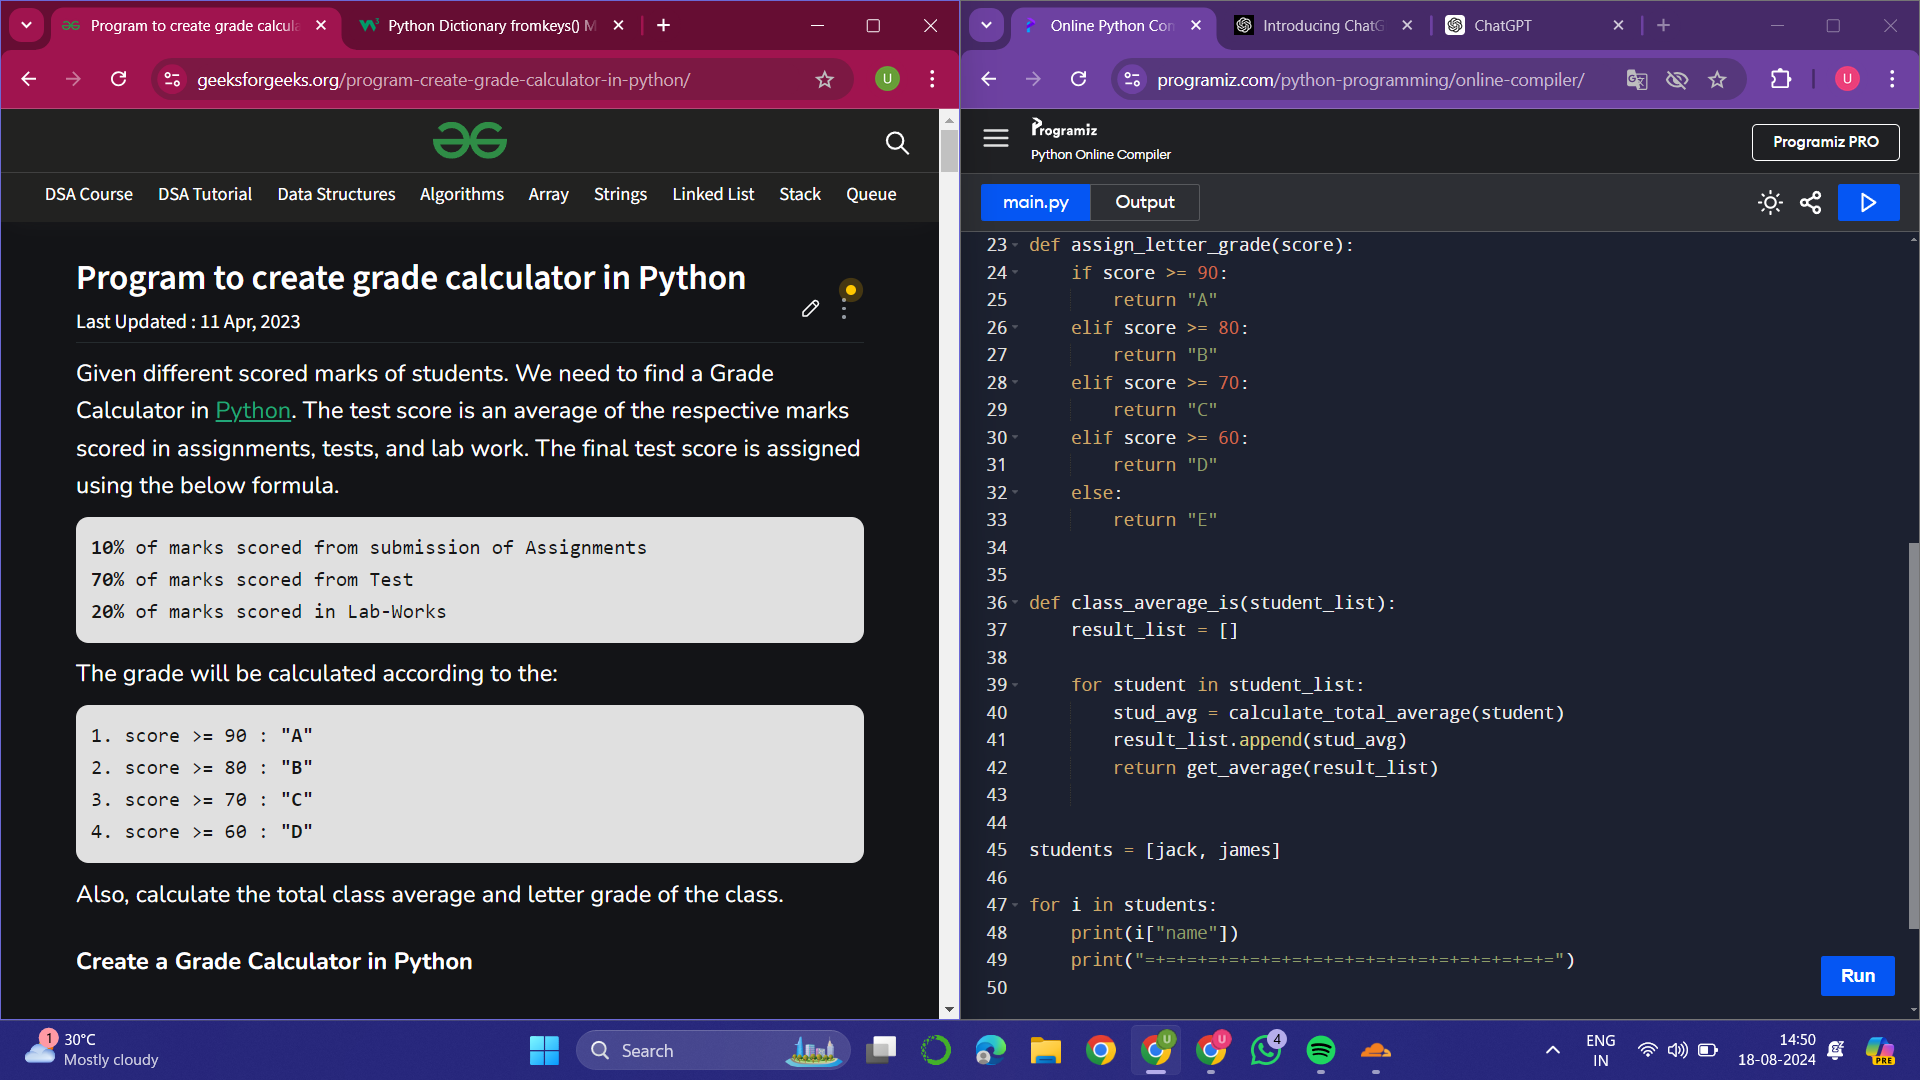 Program to create grade calcula
Python Dictionary fromkeys() M
geeksforgeeks.org/program-create-grade-calculator-in-python/
U
DSA Course DSA Tutorial Data Structures Algorithms Array Strings Linked List Stack Queue
Program to create grade calculator in Python
Last Updated : 11 Apr, 2023
Given different scored marks of students. We need to find a Grade
Calculator in Python. The test score is an average of the respective marks
scored in assignments, tests, and lab work. The final test score is assigned
using the below formula.
10% of marks scored from submission of Assignments
70% of marks scored from Test
20% of marks scored in Lab-Works
The grade will be calculated according to the:
1. score >= 90 : "A"
2. score >= 80 : "B"
3. score >= 70 : "C"
4. score >= 60 : "D"
Also, calculate the total class average and letter grade of the class.
Create a Grade Calculator in Python
Online Python Con
Introducing ChatG
ChatGPT
programiz.com/python-programming/online-compiler/
U
Programiz
Python Online Compiler
Programiz PRO
main.py
Output
23 def assign_letter_grade(score):
24     if score >= 90:
25         return "A"
26     elif score >= 80:
27         return "B"
28     elif score >= 70:
29         return "C"
30     elif score >= 60:
31         return "D"
32     else:
33         return "E"
34
35
36 def class_average_is(student_list):
37     result_list = []
38
39     for student in student_list:
40         stud_avg = calculate_total_average(student)
41         result_list.append(stud_avg)
42         return get_average(result_list)
43
44
45 students = [jack, james]
46
47 for i in students:
48     print(i["name"])
49     print("=+=+=+=+=+=+=+=+=+=+=+=+=+=+=+=+=+=+=+=")
50
Run
1
30°C
Mostly cloudy
Search
U
U
4
ENG
IN
14:50
18-08-2024
PRE